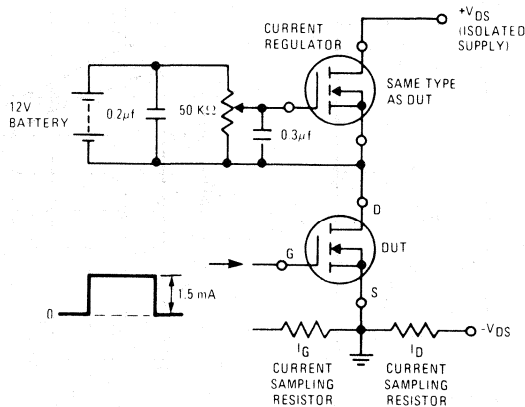 +VDS
(ISOLATED
SUPPLY)
CURRENT
REGULATOR
SAME TYPE
AS DUT
12V
BATTERY
0.2µf
50 KΩ
0.3µf
D
DUT
G
S
1.5 mA
0
-VDS
IG
CURRENT
SAMPLING
RESISTOR
ID
CURRENT
SAMPLING
RESISTOR